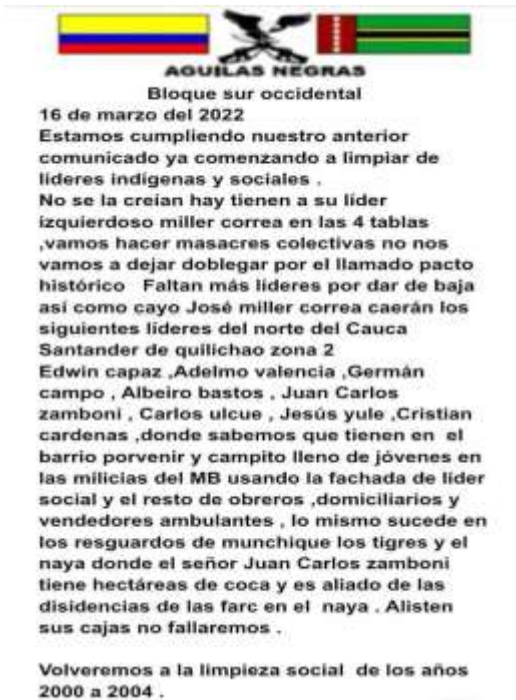 AGUILAS NEGRAS
Bloque sur occidental
16 de marzo del 2022
Estamos cumpliendo nuestro anterior
comunicado ya comenzando a limpiar de
líderes indígenas y sociales .
No se la creian hay tienen a su líder
izquierdoso miller correa en las 4 tablas
,vamos hacer masacres colectivas no nos
vamos a dejar doblegar por el llamado pacto
histórico Faltan más líderes por dar de baja
así como cayo José miller correa caerán los
siguientes líderes del norte del Cauca
Santander de quilichao zona 2
Edwin capaz ,Adelmo valencia ,Germán
campo , Albeiro bastos , Juan Carlos
zamboni , Carlos ulcue , Jesús yule ,Cristian
cardenas ,donde sabemos que tienen en el
barrio porvenir y campito lleno de jóvenes en
las milicias del MB usando la fachada de líder
social y el resto de obreros ,domiciliarios y
vendedores ambulantes , lo mismo sucede en
los resguardos de munchique los tigres y el
naya donde el señor Juan Carlos zamboni
tiene hectáreas de coca y es aliado de las
disidencias de las farc en el naya . Alisten
sus cajas no fallaremos .
Volveremos a la limpieza social de los años
2000 a 2004 .